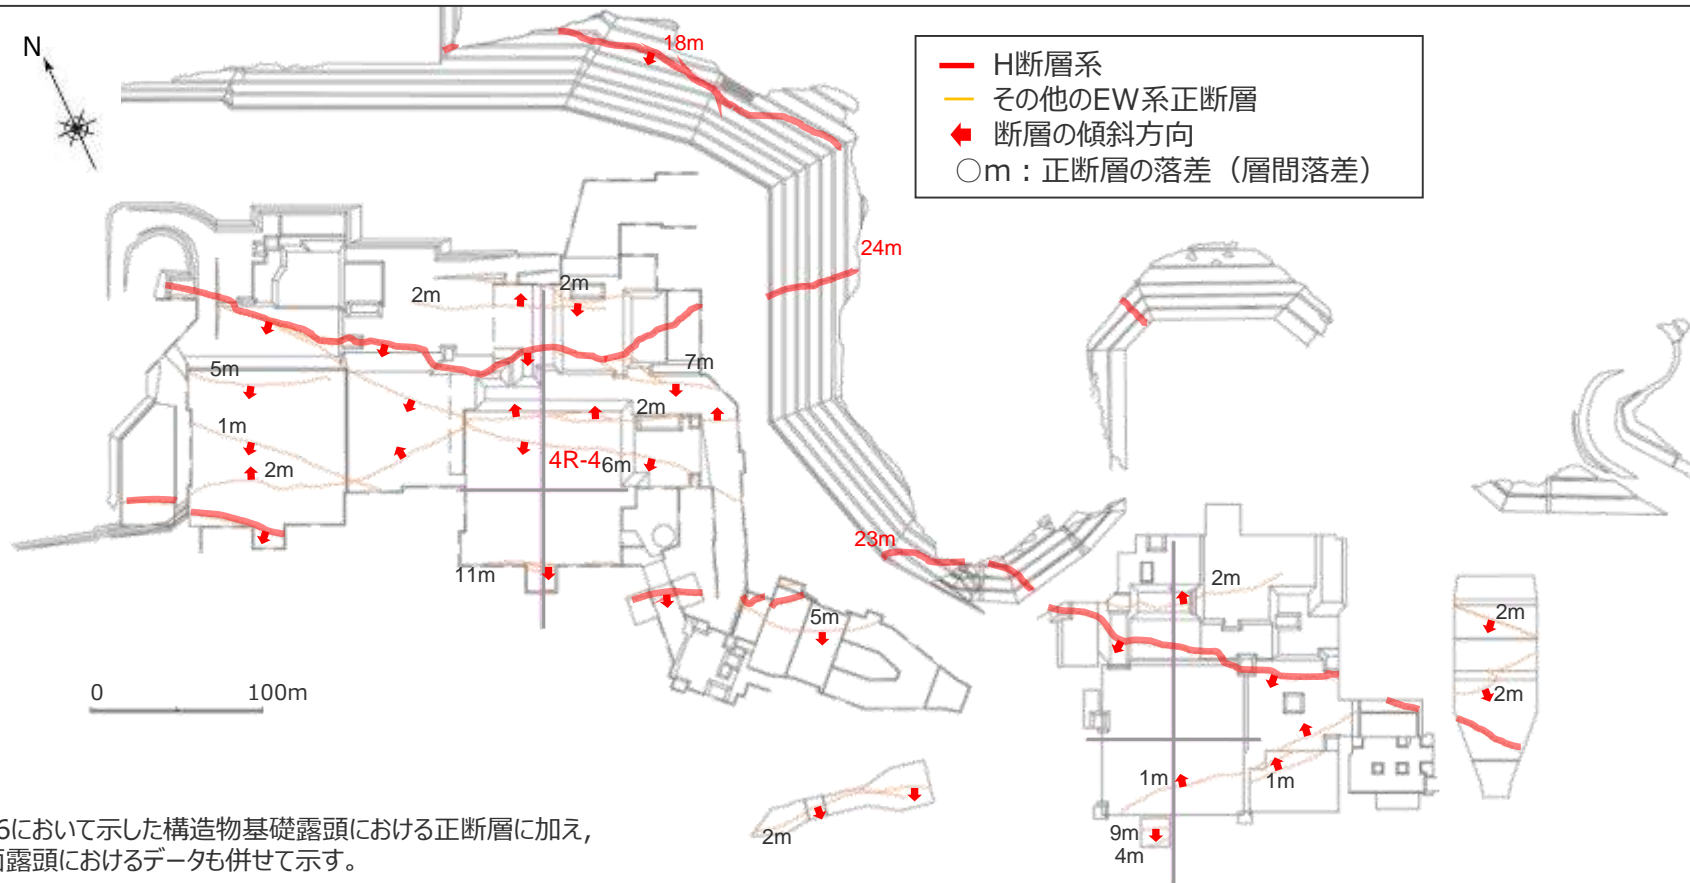 N
18m
H断層系
その他のEW系正断層
断層の傾斜方向
○m：正断層の落差（層間落差）
24m
2m
2m
5m
7m
1m
2m
2m
4R-4
6m
23m
11m
5m
2m
2m
2m
0 100m
1m
1m
2m
9m
4m
6において示した構造物基礎露頭における正断層に加え，
面露頭におけるデータも併せて示す。